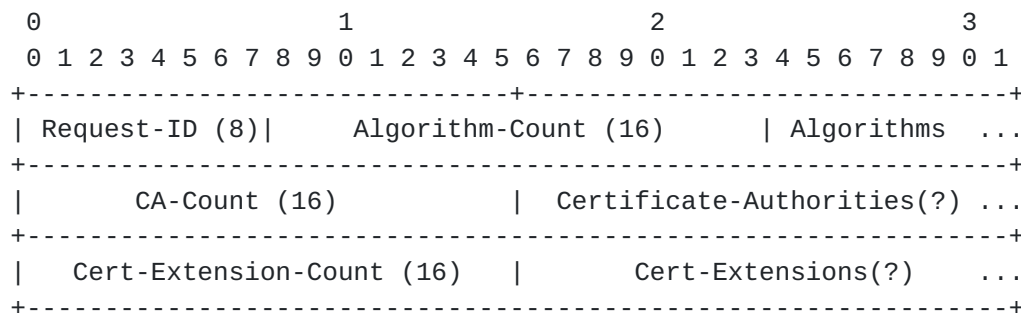 0                   1                   2                   3
 0 1 2 3 4 5 6 7 8 9 0 1 2 3 4 5 6 7 8 9 0 1 2 3 4 5 6 7 8 9 0 1
+-------------------------------+-------------------------------+
| Request-ID (8)|     Algorithm-Count (16)      | Algorithms  ...
+---------------------------------------------------------------+
|       CA-Count (16)           |  Certificate-Authorities(?) ...
+---------------------------------------------------------------+
|   Cert-Extension-Count (16)   |       Cert-Extensions(?)    ...
+---------------------------------------------------------------+